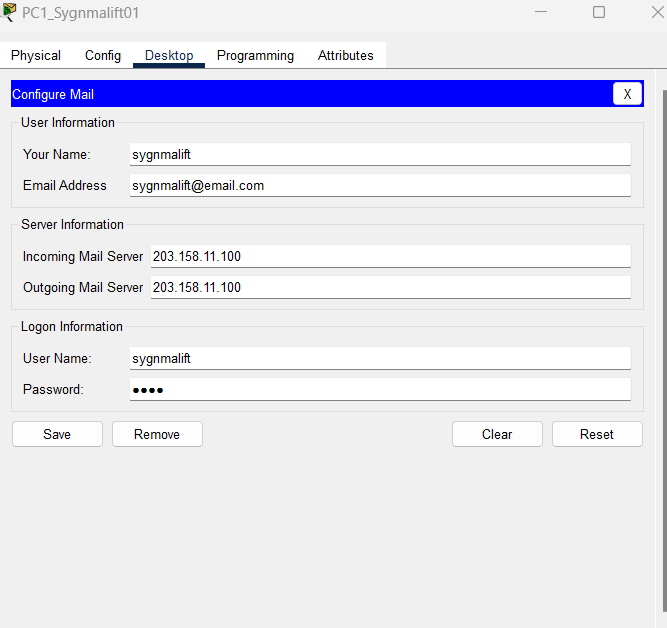 PC1_Sygnmalift01
Physical Config Desktop Programming Attributes
Configure Mail X
User Information
Your Name: sygnmalift
Email Address sygnmalift@email.com
Server Information
Incoming Mail Server 203.158.11.100
Outgoing Mail Server 203.158.11.100
Logon Information
User Name: sygnmalift
Password: ●●●●
Save Remove Clear Reset